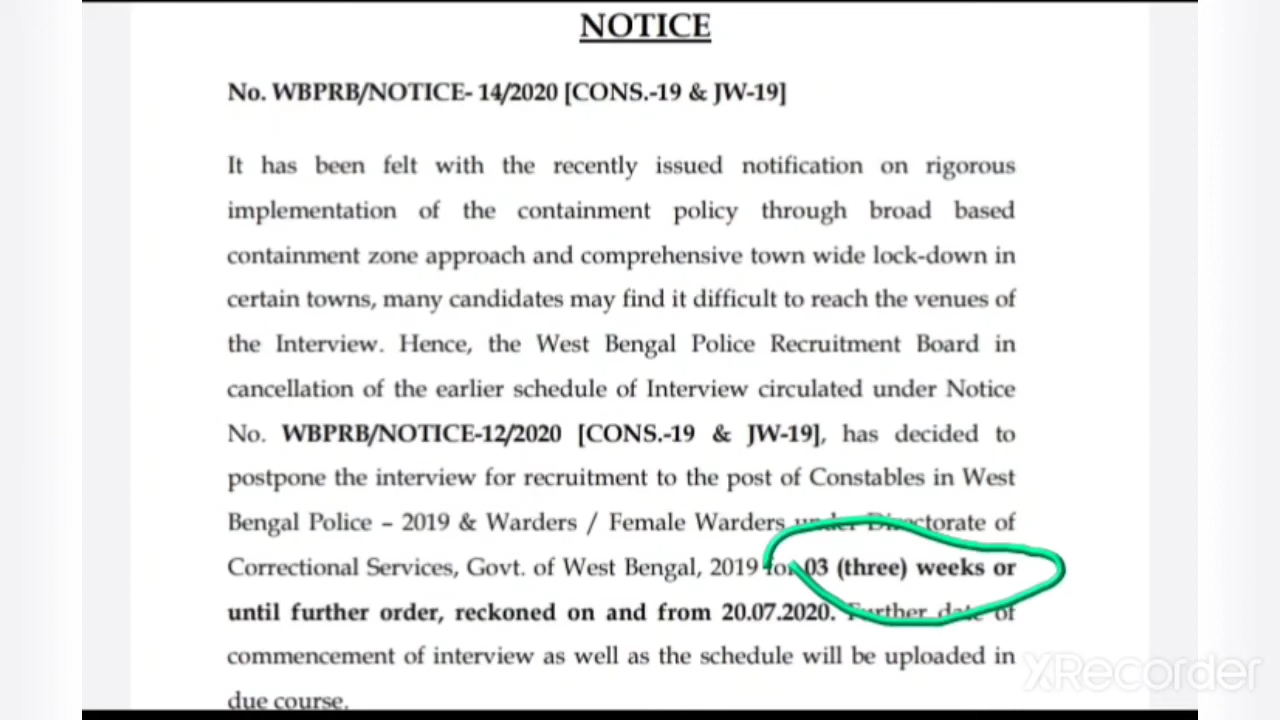 NOTICE
No. WBPRB/NOTICE- 14/2020 [CONS.-19 & JW-19]
It has been felt with the recently issued notification on rigorous
implementation of the containment policy through broad based
containment zone approach and comprehensive town wide lock-down in
certain towns, many candidates may find it difficult to reach the venues of
the Interview. Hence, the West Bengal Police Recruitment Board in
cancellation of the earlier schedule of Interview circulated under Notice
No. WBPRB/NOTICE-12/2020 [CONS.-19 & JW-19], has decided to
postpone the interview for recruitment to the post of Constables in West
Bengal Police – 2019 & Warders / Female Warders under Directorate of
Correctional Services, Govt. of West Bengal, 2019 for 03 (three) weeks or
until further order, reckoned on and from 20.07.2020. Further date of
commencement of interview as well as the schedule will be uploaded in
due course.
XRecorder